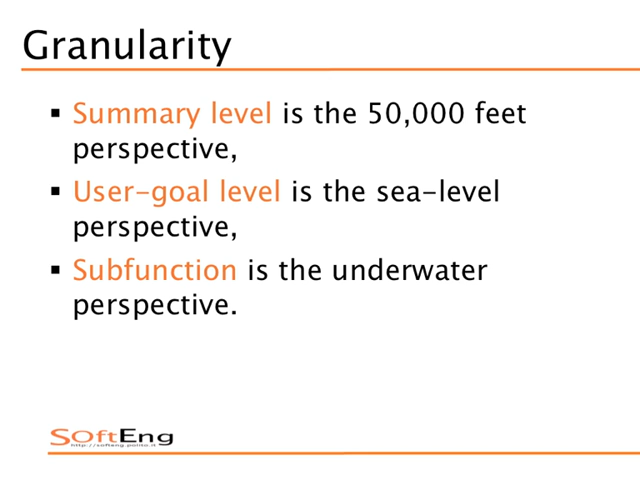 Granularity
▪ Summary level is the 50,000 feet
perspective,
▪ User-goal level is the sea-level
perspective,
▪ Subfunction is the underwater
perspective.
SOftEng
http://softeng.polito.it